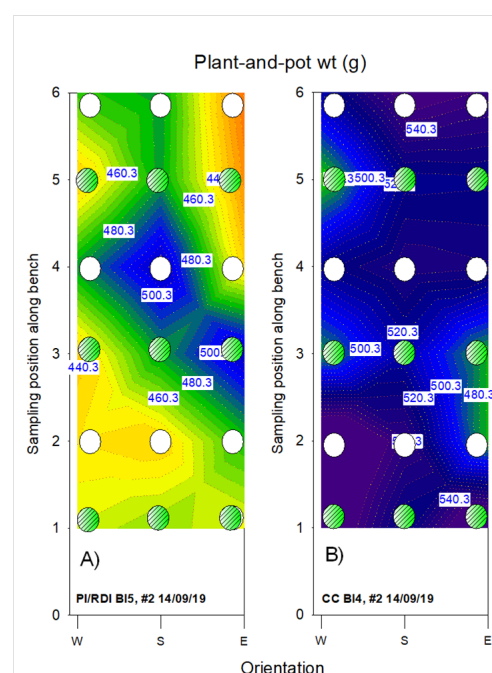 Plant-and-pot wt (g)
6
5
4
3
2
1
0
Sampling position along bench
460.3
460.3
480.3
480.3
500.3
440.3
500
480.3
460.3
A)
PI/RDI BI5, #2 14/09/19
W
S
E
6
5
4
3
2
1
0
Sampling position along bench
540.3
500.3
520.3
500.3
500.3
480.3
520.3
540.3
B)
CC BI4, #2 14/09/19
W
S
E
Orientation